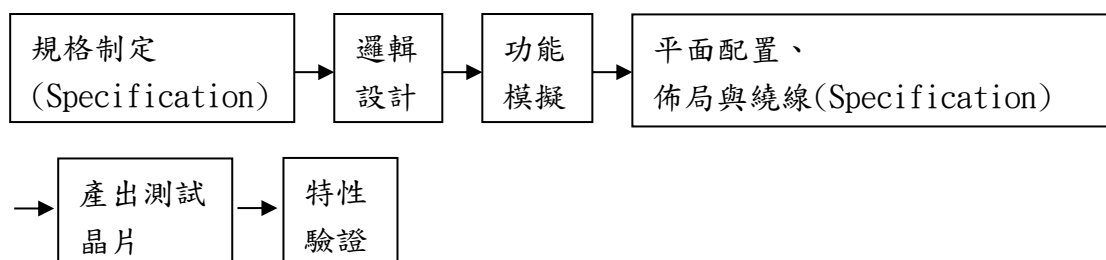 規格制定
(Specification)
邏輯
設計
功能
模擬
平面配置、
佈局與繞線(Specification)
產出測試
晶片
特性
驗證